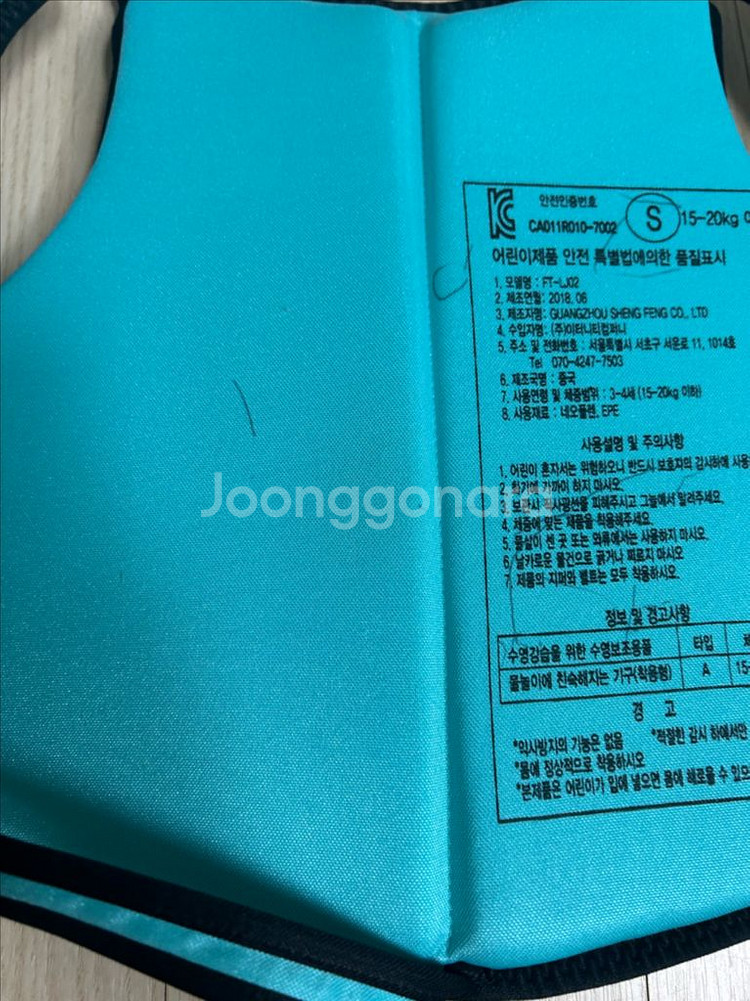 안전인증번호
CA011R010-7002
S 15-20kg 이
어린이제품 안전 특별법에의한 품질표시
1. 모델명 : FT-LJ02
2. 제조연월: 2018. 06
3. 제조자명: GUANGZHOU SHENG FENG CO., LTD
4. 수입자명: (주)이터니티컴퍼니
5. 주소 및 전화번호 : 서울특별시 서초구 서운로 11, 1014호
Tel 070-4247-7503
6. 제조국명 : 중국
7. 사용연령 및 체중범위 : 3-4세 (15-20kg 이하)
8. 사용재료 : 네오플렌, EPE
사용설명 및 주의사항
1. 어린이 혼자서는 위험하오니 반드시 보호자의 감시하에 사용
2. 화기에 가까이 하지 마시오.
3. 보관시 직사광선을 피해주시고 그늘에서 말려주세요.
4. 체중에 맞는 제품을 착용해주세요.
5. 물살이 센 곳 또는 와류에서는 사용하지 마시오.
6. 날카로운 물건으로 긁거나 찌르지 마시오
7. 제품의 지퍼와 벨트는 모두 착용하시오.
정보 및 경고사항
수영강습을 위한 수영보조용품 타입 체
물놀이에 친숙해지는 기구(착용형) A 15-
경 고
*익사방지의 기능은 없음 *적절한 감시 하에서만
*몸에 정상적으로 착용하시오
*본제품은 어린이가 입에 넣으면 몸에 해로울 수 있으
Joonggonara